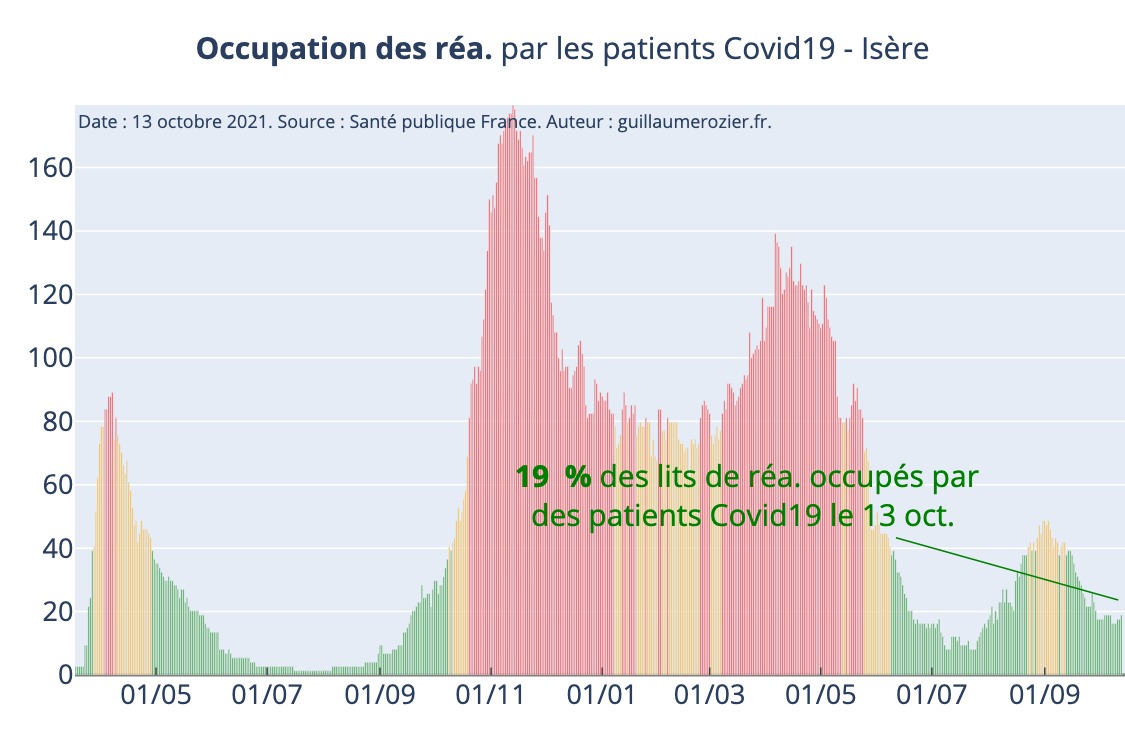 Occupation des réa. par les patients Covid19 - Isère
Date : 13 octobre 2021. Source : Santé publique France. Auteur : guillaumerozier.fr.
160
140
120
100
80
60
40
20
0
19 % des lits de réa. occupés par
des patients Covid19 le 13 oct.
01/05 01/07 01/09 01/11 01/01 01/03 01/05 01/07 01/09